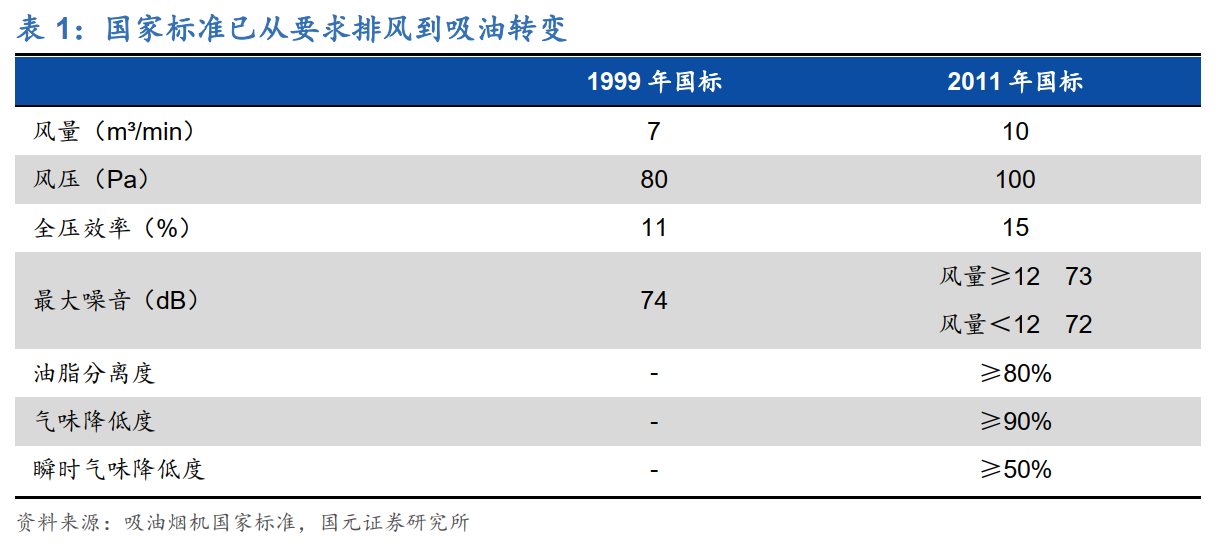 表 1：国家标准已从要求排风到吸油转变
1999 年国标 2011 年国标
风量（m³/min） 7 10
风压（Pa） 80 100
全压效率（%） 11 15
最大噪音（dB） 74 风量≥12 73
风量＜12 72
油脂分离度 - ≥80%
气味降低度 - ≥90%
瞬时气味降低度 - ≥50%
资料来源：吸油烟机国家标准，国元证券研究所